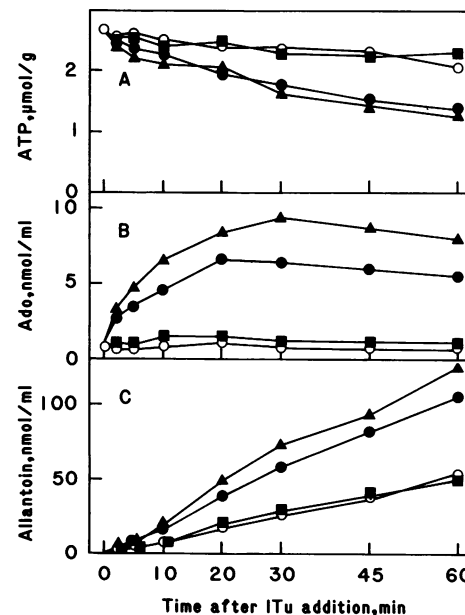 ATP, μmol/g
2
1
0
A
Ado, nmol/ml
10
5
0
B
Allantoin, nmol/ml
100
50
0
C
0 10 20 30 45 60
Time after ITu addition, min